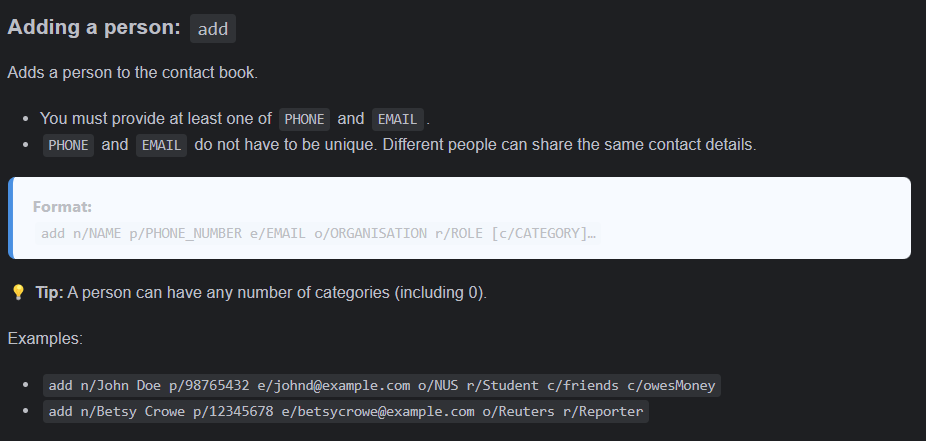 Adding a person: add
Adds a person to the contact book.
• You must provide at least one of PHONE and EMAIL.
• PHONE and EMAIL do not have to be unique. Different people can share the same contact details.
Format:
add n/NAME p/PHONE_NUMBER e/EMAIL o/ORGANISATION r/ROLE [c/CATEGORY]…
💡 Tip: A person can have any number of categories (including 0).
Examples:
• add n/John Doe p/98765432 e/johnd@example.com o/NUS r/Student c/friends c/owesMoney
• add n/Betsy Crowe p/12345678 e/betsycrowe@example.com o/Reuters r/Reporter